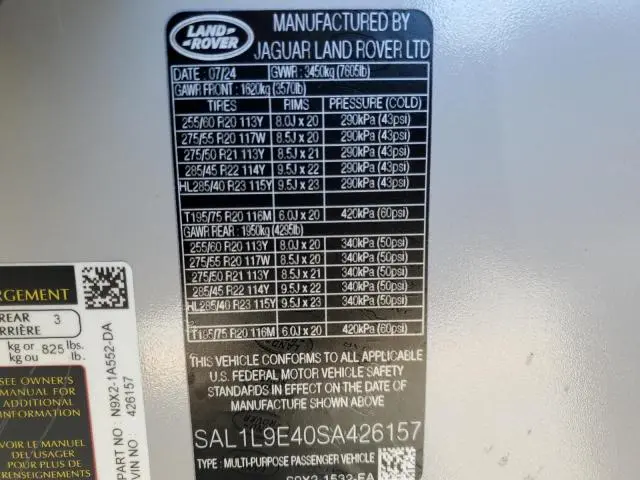 LAND
ROVER
MANUFACTURED BY
JAGUAR LAND ROVER LTD
DATE : 07/24 GVWR: 3450kg (7605lb)
GAWR FRONT: 1620kg (3570lb)
TIRES RIMS PRESSURE (COLD)
255/60 R20 113Y 8.0J x 20 290kPa (43psi)
275/55 R20 117W 8.5J x 20 290kPa (43psi)
275/50 R21 113Y 8.5J x 21 290kPa (43psi)
285/45 R22 114Y 9.5J x 22 290kPa (43psi)
HL285/40 R23 115Y 9.5J x 23 290kPa (43psi)
T195/75 R20 116M 6.0J x 20 420kPa (60psi)
GAWR REAR: 1950kg (4295lb)
255/60 R20 113Y 8.0J x 20 340kPa (50psi)
275/55 R20 117W 8.5J x 20 340kPa (50psi)
275/50 R21 113Y 8.5J x 21 340kPa (50psi)
285/45 R22 114Y 9.5J x 22 340kPa (50psi)
HL285/40 R23 115Y 9.5J x 23 340kPa (50psi)
T195/75 R20 116M 6.0J x 20 420kPa (60psi)
THIS VEHICLE CONFORMS TO ALL APPLICABLE
U.S. FEDERAL MOTOR VEHICLE SAFETY
STANDARDS IN EFFECT ON THE DATE OF
MANUFACTURE SHOWN ABOVE.
SAL1L9E40SA426157
TYPE : MULTI-PURPOSE PASSENGER VEHICLE
N9X2-1532-EA
RGEMENT
REAR 3
RRIÈRE
kg or 825 lbs.
kg ou lb.
SEE OWNER'S
MANUAL FOR
ADDITIONAL
INFORMATION
VOIR LE MANUEL
DEL'USAGER
POUR PLUS DE
P/NO - N9X2-1A552-DA
VIN - 426157